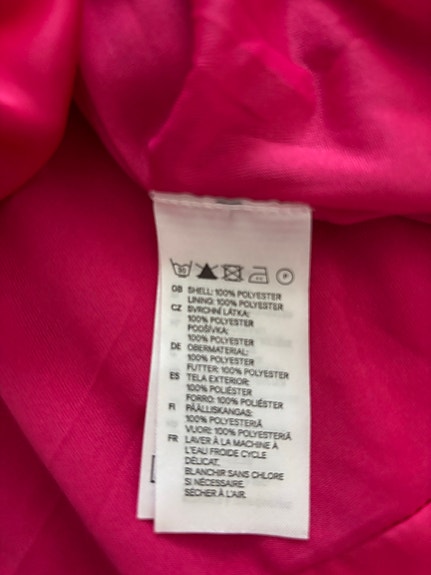 30
P
GB SHELL: 100% POLYESTER
LINING: 100% POLYESTER
CZ SVRCHNÍ LÁTKA:
100% POLYESTER
PODŠÍVKA:
100% POLYESTER
DE OBERMATERIAL:
100% POLYESTER
FUTTER: 100% POLYESTER
ES TELA EXTERIOR:
100% POLIÉSTER
FORRO: 100% POLIÉSTER
FI PÄÄLLISKANGAS:
100% POLYESTERIÄ
VUORI: 100% POLYESTERIÄ
FR LAVER À LA MACHINE À
L'EAU FROIDE CYCLE
DÉLICAT.
BLANCHIR SANS CHLORE
SI NÉCESSAIRE.
SÉCHER À L'AIR.